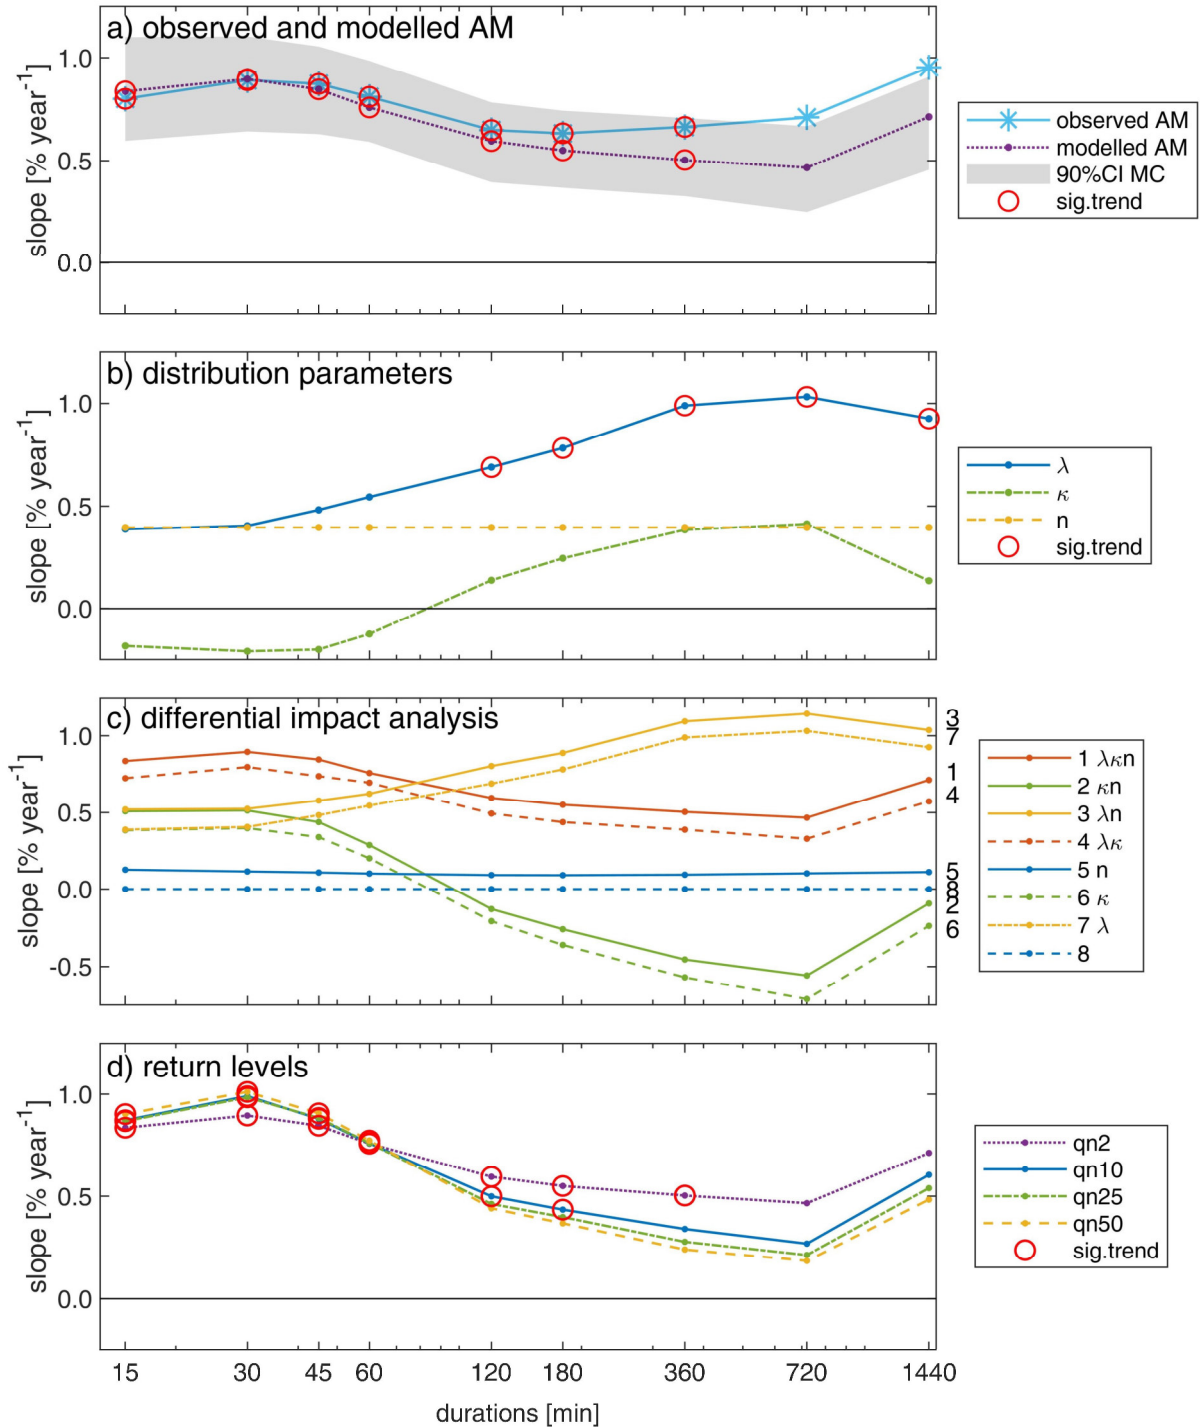 a) observed and modelled AM
1.0
0.5
0.0
slope [% year⁻¹]
observed AM
modelled AM
90%CI MC
sig.trend
b) distribution parameters
1.0
0.5
0.0
slope [% year⁻¹]
λ
κ
n
sig.trend
c) differential impact analysis
1.0
0.5
0.0
-0.5
slope [% year⁻¹]
3
7
1
4
5
8
2
6
1 λκn
2 κn
3 λn
4 λκ
5 n
6 κ
7 λ
8
d) return levels
1.0
0.5
0.0
slope [% year⁻¹]
qn2
qn10
qn25
qn50
sig.trend
15 30 45 60 120 180 360 720 1440
durations [min]